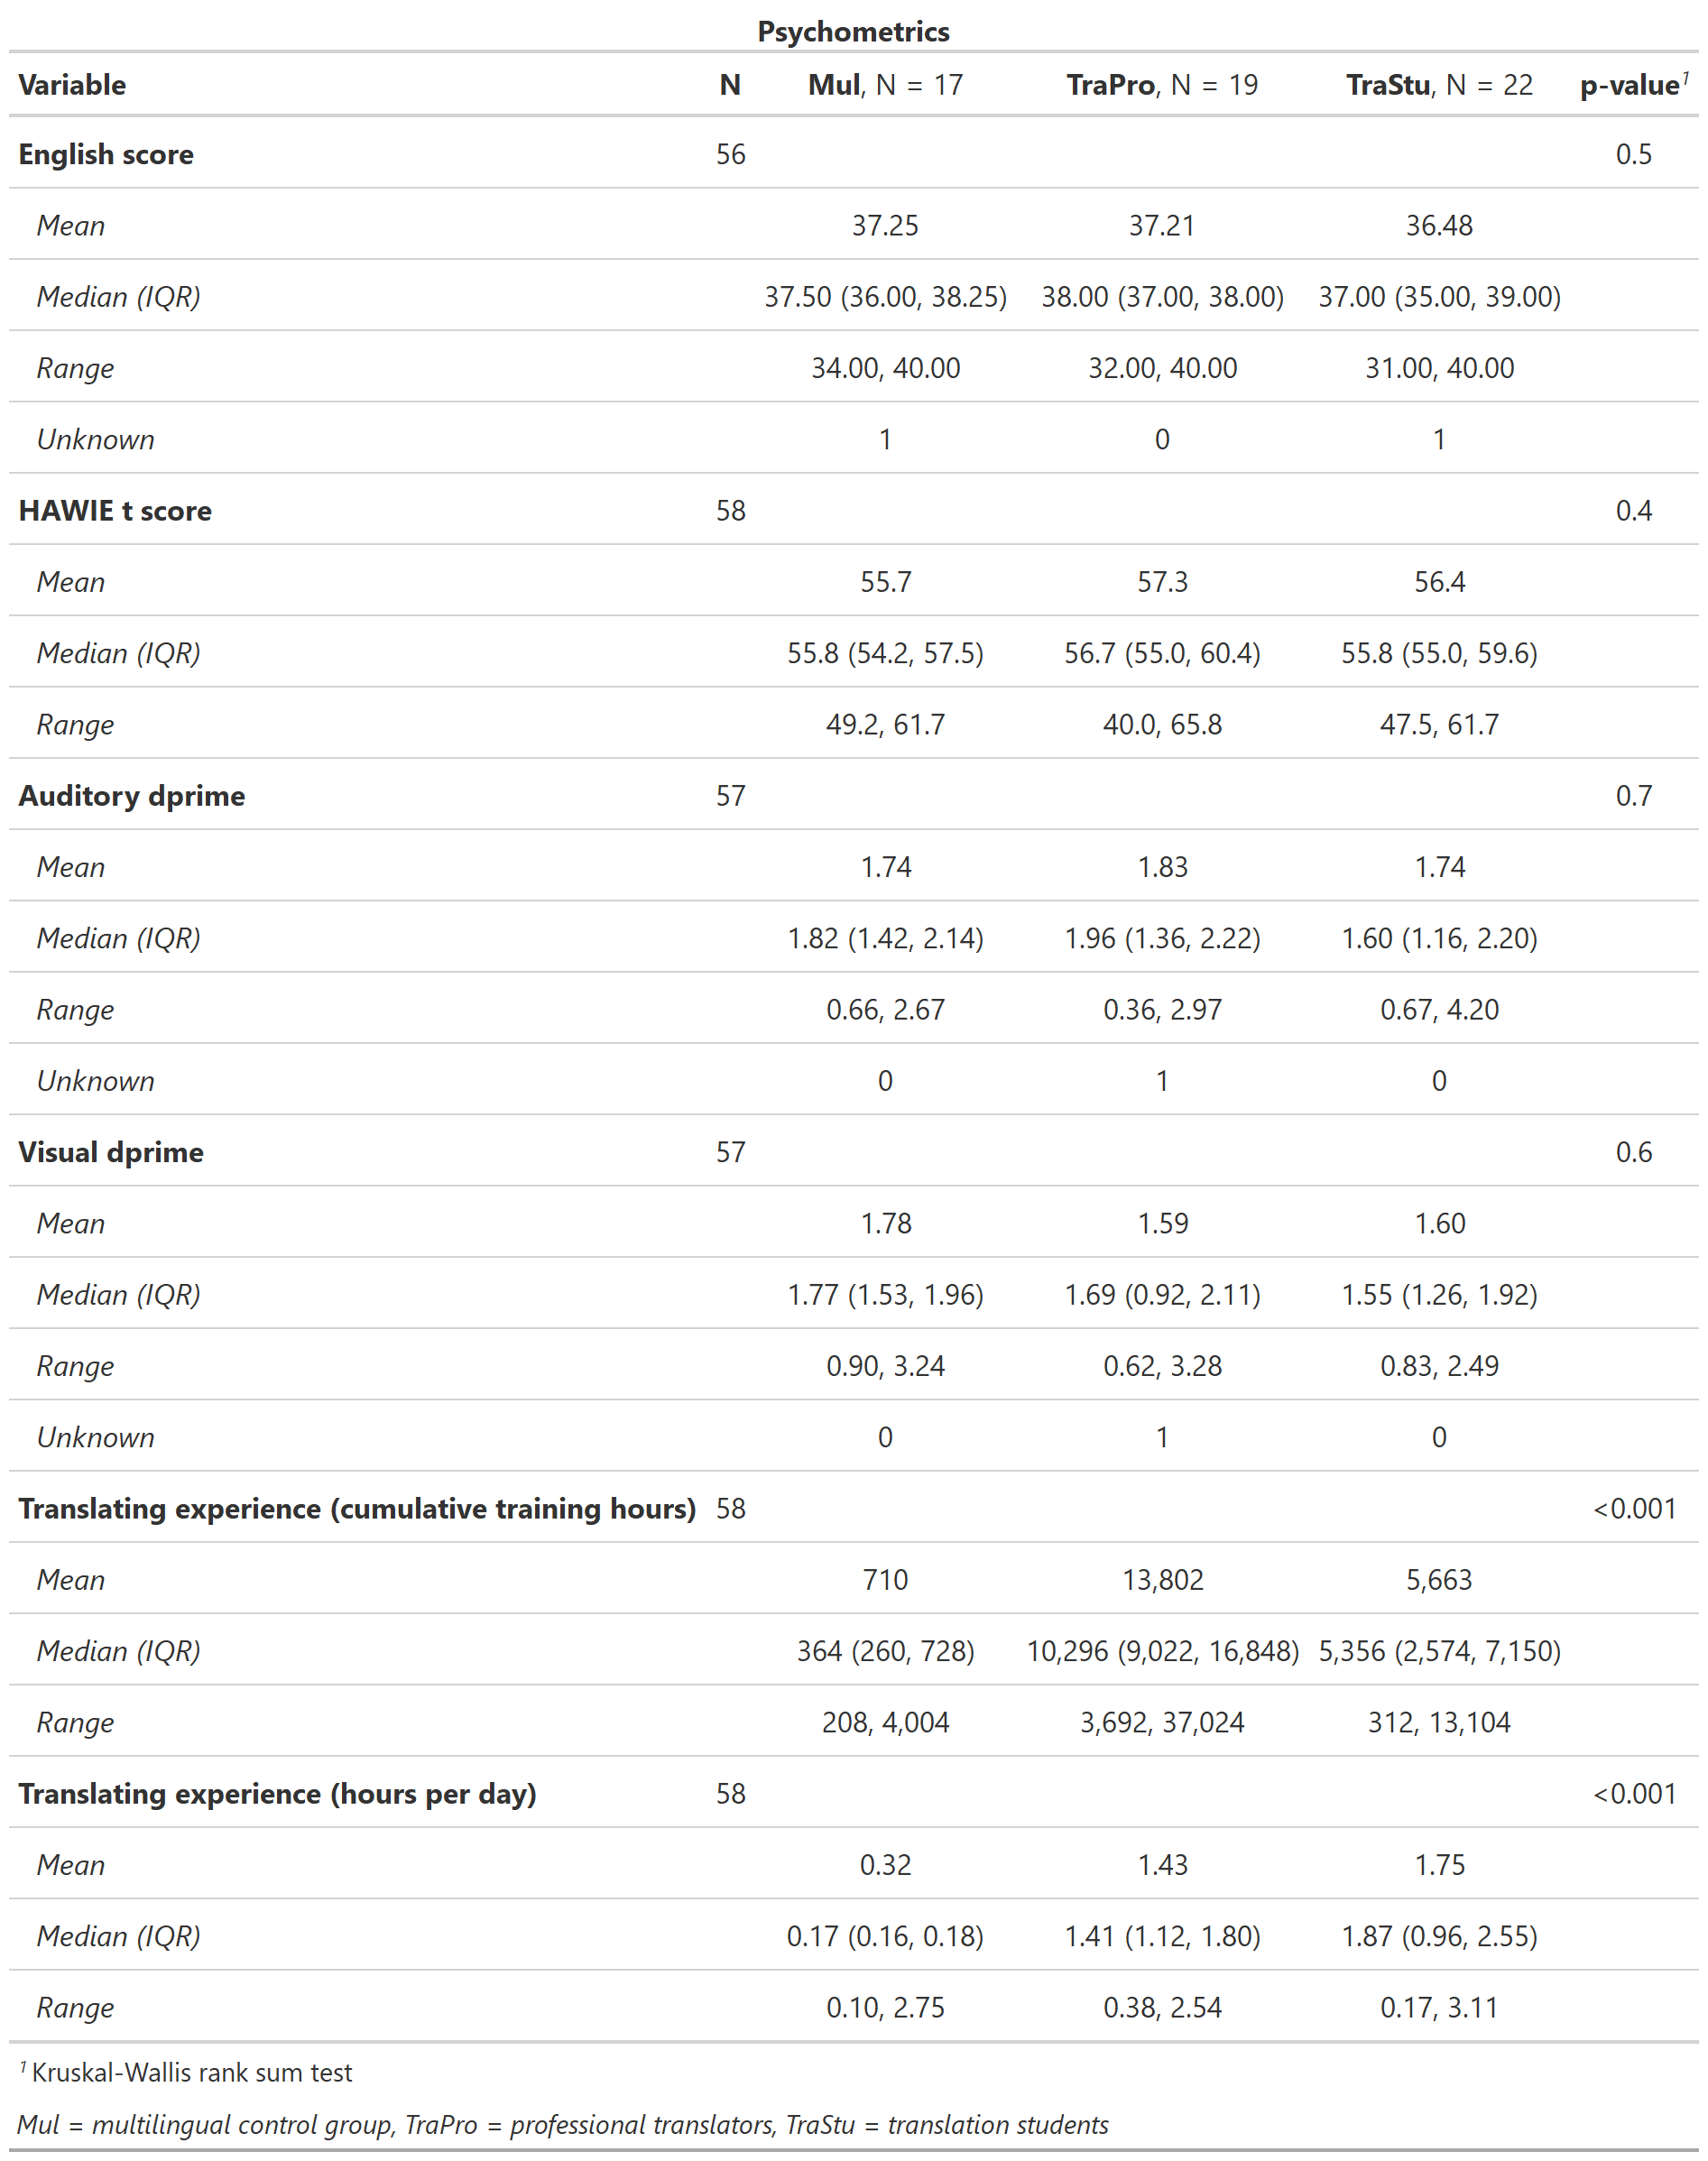 Psychometrics
Variable N Mul, N = 17 TraPro, N = 19 TraStu, N = 22 p-value¹
English score 56 0.5
Mean 37.25 37.21 36.48
Median (IQR) 37.50 (36.00, 38.25) 38.00 (37.00, 38.00) 37.00 (35.00, 39.00)
Range 34.00, 40.00 32.00, 40.00 31.00, 40.00
Unknown 1 0 1
HAWIE t score 58 0.4
Mean 55.7 57.3 56.4
Median (IQR) 55.8 (54.2, 57.5) 56.7 (55.0, 60.4) 55.8 (55.0, 59.6)
Range 49.2, 61.7 40.0, 65.8 47.5, 61.7
Auditory dprime 57 0.7
Mean 1.74 1.83 1.74
Median (IQR) 1.82 (1.42, 2.14) 1.96 (1.36, 2.22) 1.60 (1.16, 2.20)
Range 0.66, 2.67 0.36, 2.97 0.67, 4.20
Unknown 0 1 0
Visual dprime 57 0.6
Mean 1.78 1.59 1.60
Median (IQR) 1.77 (1.53, 1.96) 1.69 (0.92, 2.11) 1.55 (1.26, 1.92)
Range 0.90, 3.24 0.62, 3.28 0.83, 2.49
Unknown 0 1 0
Translating experience (cumulative training hours) 58 <0.001
Mean 710 13,802 5,663
Median (IQR) 364 (260, 728) 10,296 (9,022, 16,848) 5,356 (2,574, 7,150)
Range 208, 4,004 3,692, 37,024 312, 13,104
Translating experience (hours per day) 58 <0.001
Mean 0.32 1.43 1.75
Median (IQR) 0.17 (0.16, 0.18) 1.41 (1.12, 1.80) 1.87 (0.96, 2.55)
Range 0.10, 2.75 0.38, 2.54 0.17, 3.11
¹ Kruskal-Wallis rank sum test
Mul = multilingual control group, TraPro = professional translators, TraStu = translation students